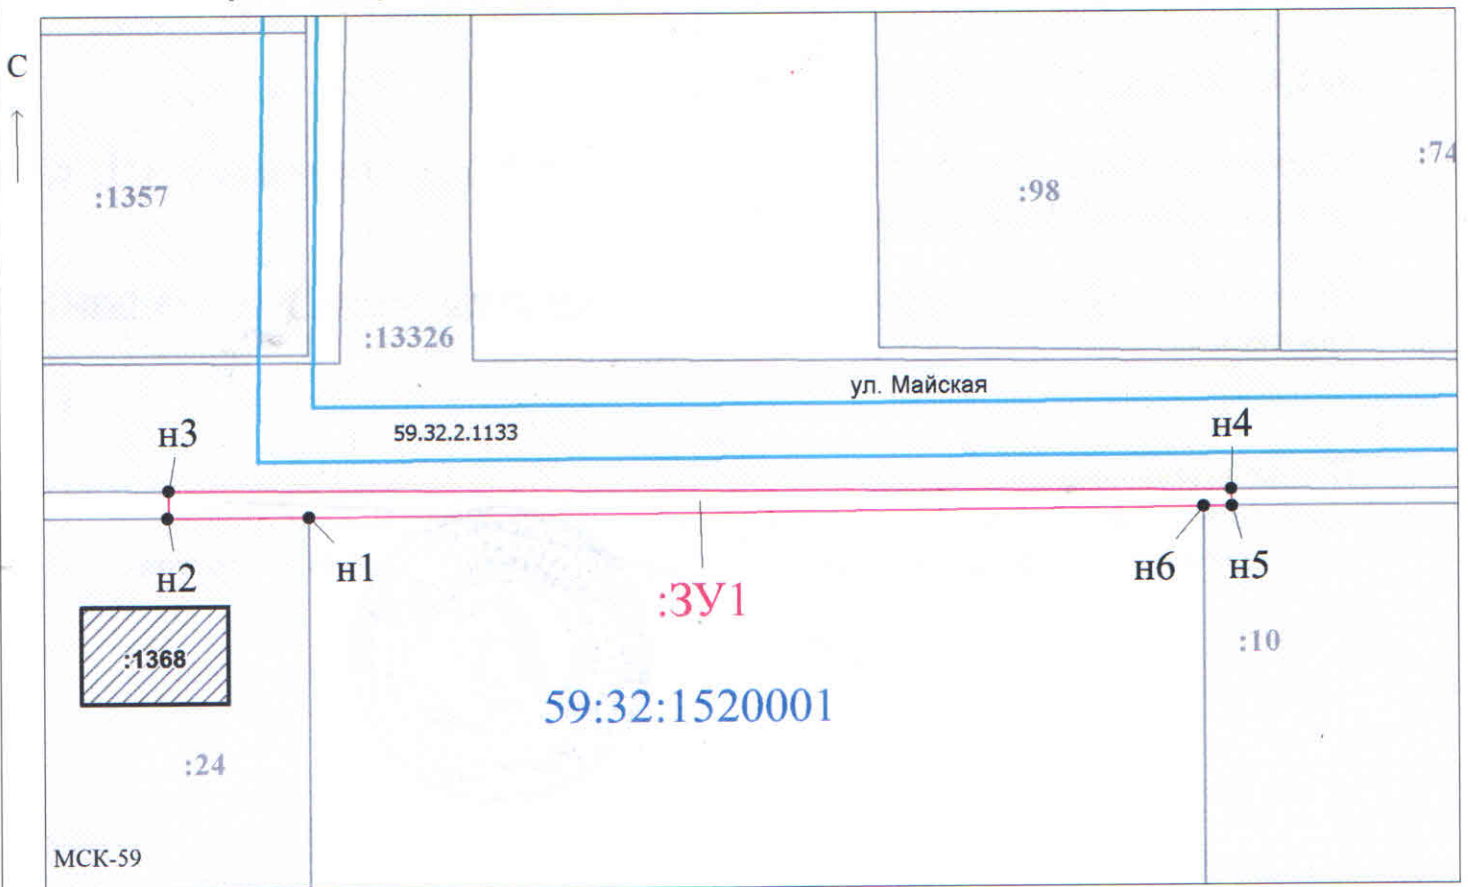 С
:1357
:98
:74
:13326
ул. Майская
59.32.2.1133
н3
н4
н2
н1
н6
н5
:ЗУ1
:1368
:10
59:32:1520001
:24
МСК-59